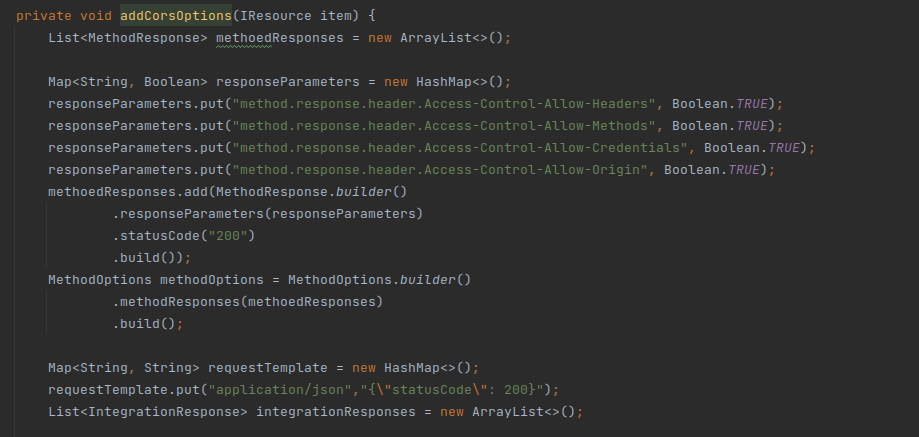 private void addCorsOptions(IResource item) {
List<MethodResponse> methoedResponses = new ArrayList<>();
Map<String, Boolean> responseParameters = new HashMap<>();
responseParameters.put("method.response.header.Access-Control-Allow-Headers", Boolean.TRUE);
responseParameters.put("method.response.header.Access-Control-Allow-Methods", Boolean.TRUE);
responseParameters.put("method.response.header.Access-Control-Allow-Credentials", Boolean.TRUE);
responseParameters.put("method.response.header.Access-Control-Allow-Origin", Boolean.TRUE);
methoedResponses.add(MethodResponse.builder()
.responseParameters(responseParameters)
.statusCode("200")
.build());
MethodOptions methodOptions = MethodOptions.builder()
.methodResponses(methoedResponses)
.build();
Map<String, String> requestTemplate = new HashMap<>();
requestTemplate.put("application/json","{\"statusCode\": 200}");
List<IntegrationResponse> integrationResponses = new ArrayList<>();